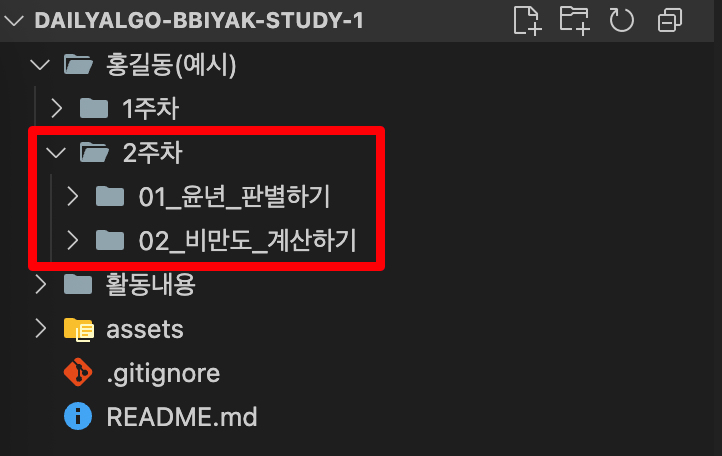 DAILYALGO-BBIYAK-STUDY-1
홍길동(예시)
1주차
2주차
01_윤년_판별하기
02_비만도_계산하기
활동내용
assets
.gitignore
README.md